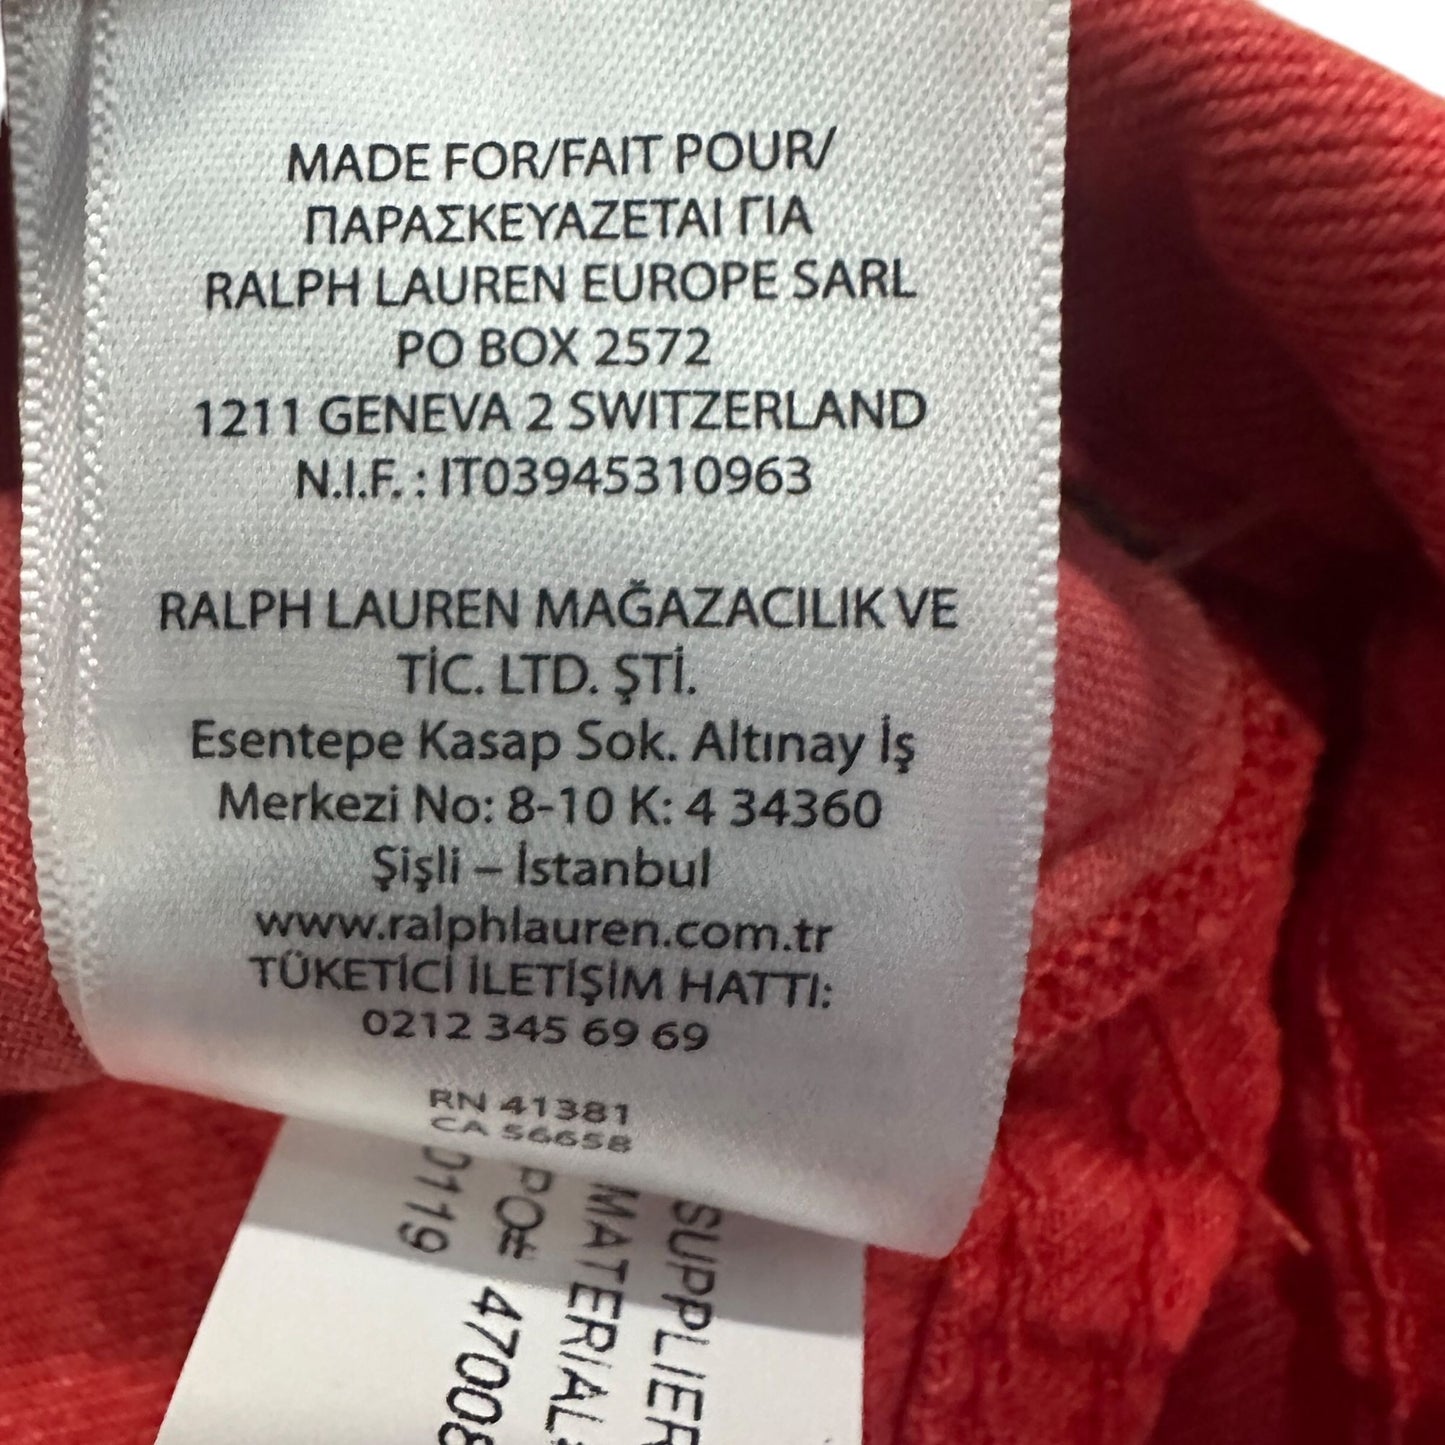 MADE FOR/FAIT POUR/
ΠΑΡΑΣΚΕΥΑΖΕΤΑΙ ΓΙΑ
RALPH LAUREN EUROPE SARL
PO BOX 2572
1211 GENEVA 2 SWITZERLAND
N.I.F. : IT03945310963
RALPH LAUREN MAĞAZACILIK VE
TİC. LTD. ŞTİ.
Esentepe Kasap Sok. Altınay İş
Merkezi No: 8-10 K: 4 34360
Şişli – İstanbul
www.ralphlauren.com.tr
TÜKETİCİ İLETİŞİM HATTI:
0212 345 69 69
RN 41381
CA 56658
SUPPLIER
MATERIAL#
PO# 47008
0119